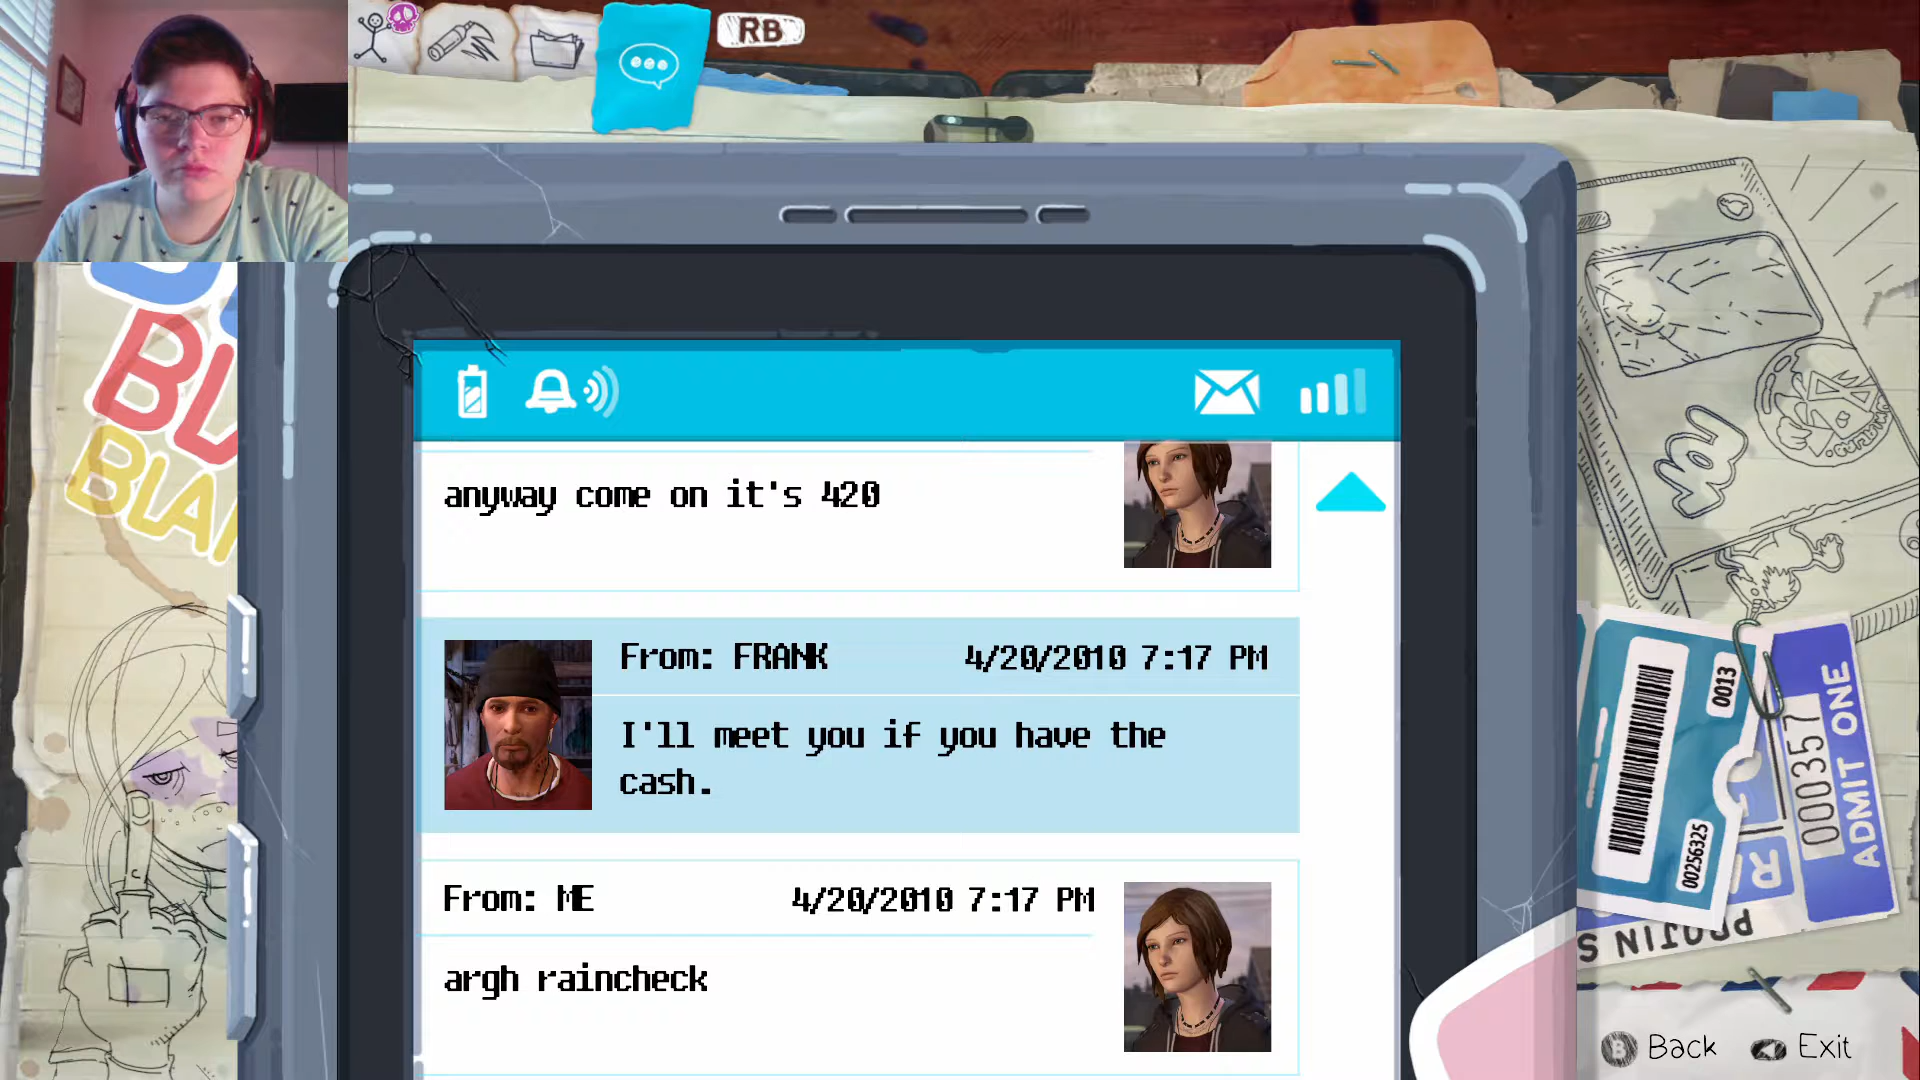 RB
BL
BLA
anyway come on it's 420
From: FRANK
4/20/2010 7:17 PM
I'll meet you if you have the
cash.
From: ME
4/20/2010 7:17 PM
argh raincheck
0013
00256325
000357
ADMIT ONE
B Back
Exit